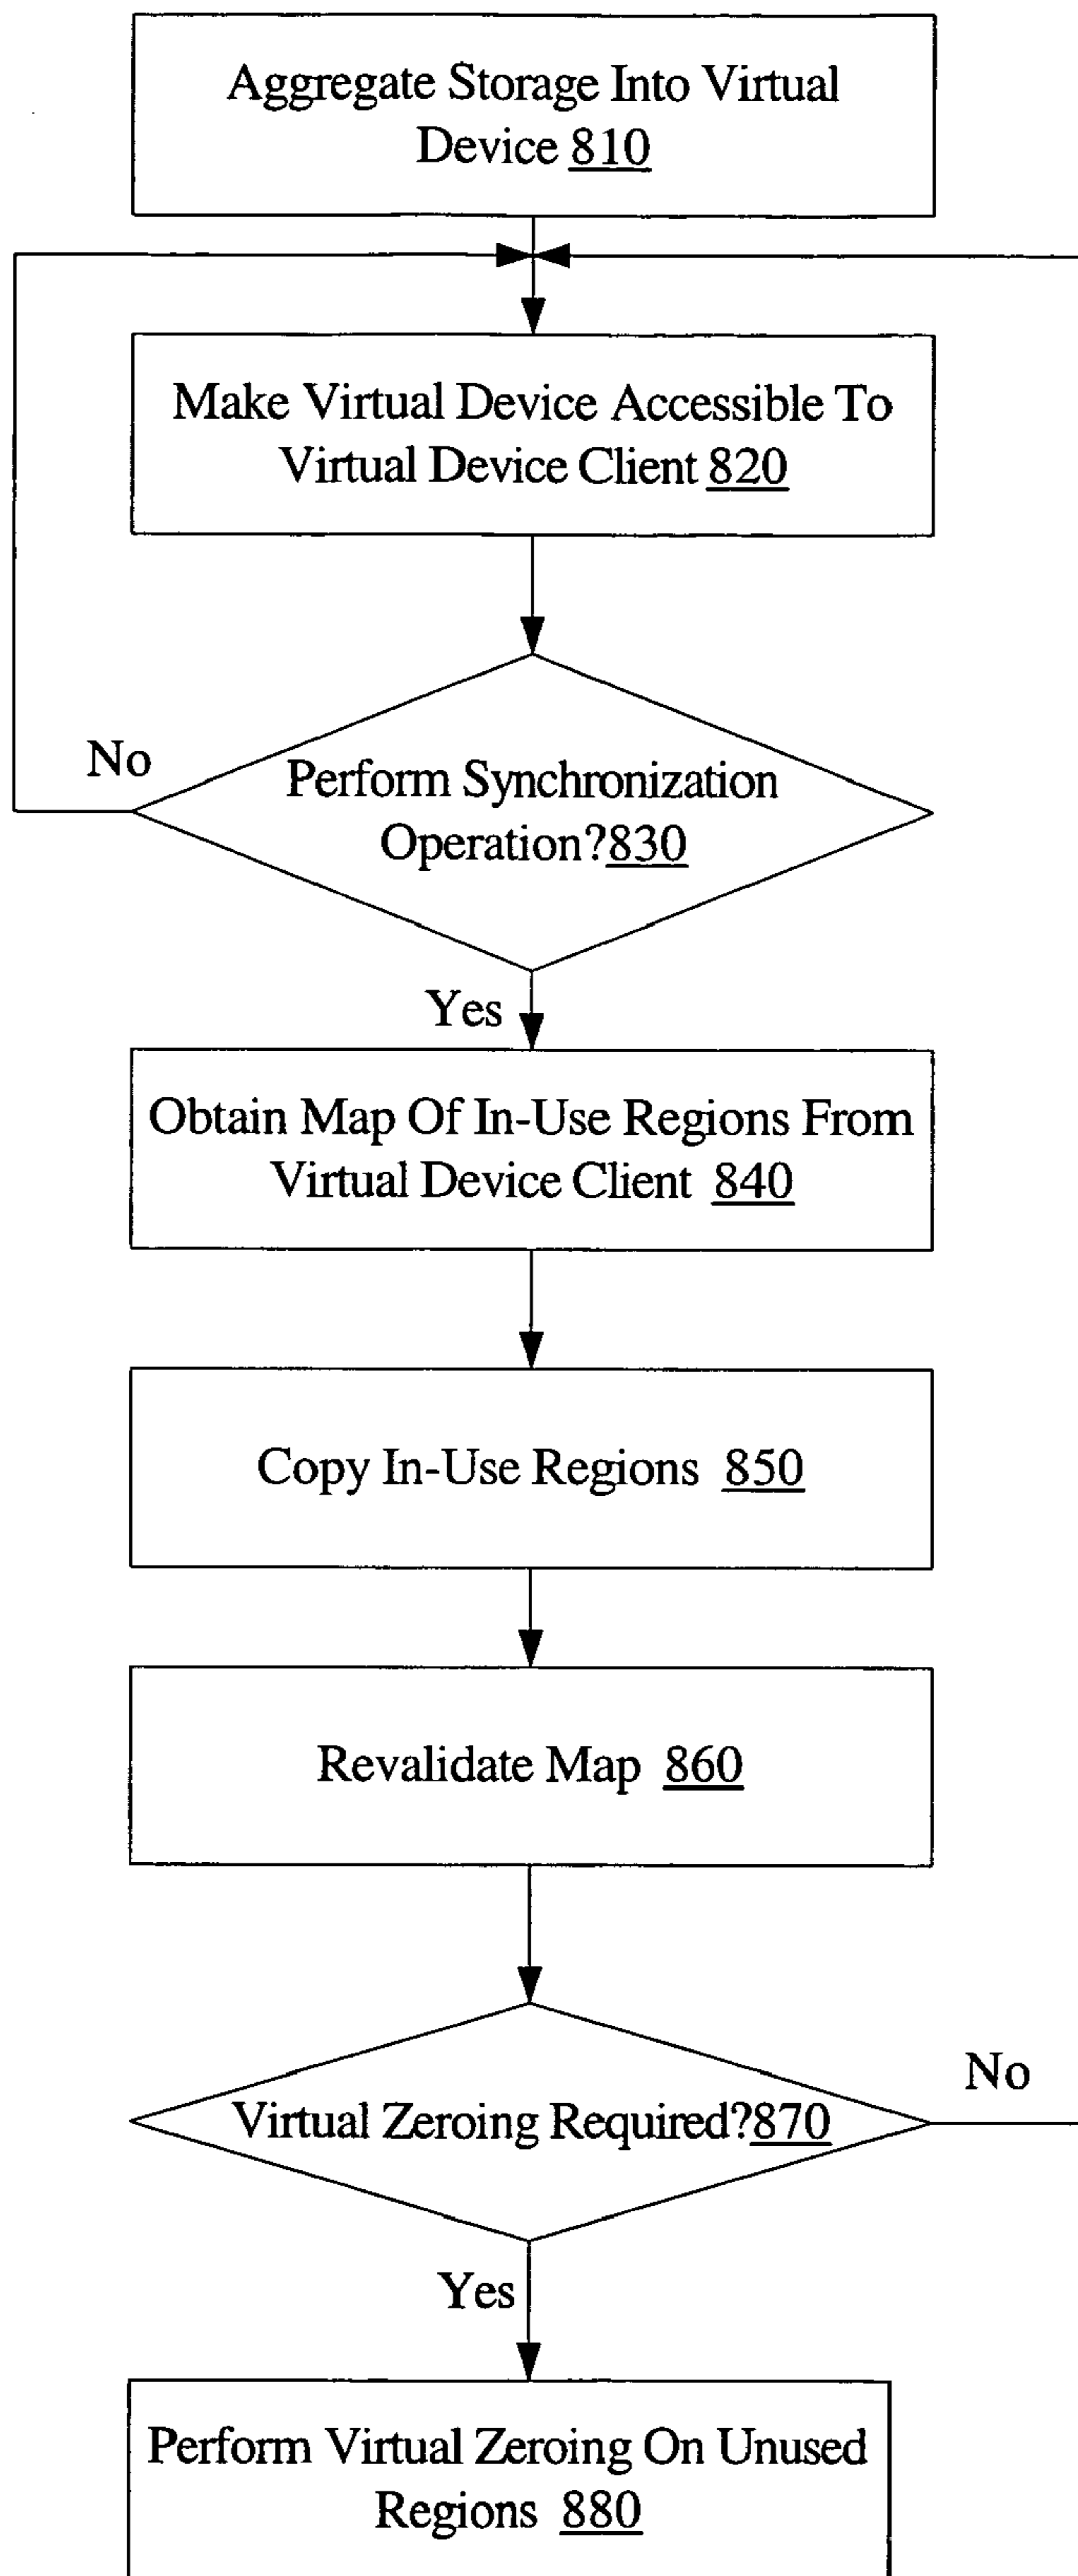 Aggregate Storage Into Virtual
Device 810
Make Virtual Device Accessible To
Virtual Device Client 820
No
Perform Synchronization
Operation?830
Yes
Obtain Map Of In-Use Regions From
Virtual Device Client 840
Copy In-Use Regions 850
Revalidate Map 860
No
Virtual Zeroing Required?870
Yes
Perform Virtual Zeroing On Unused
Regions 880